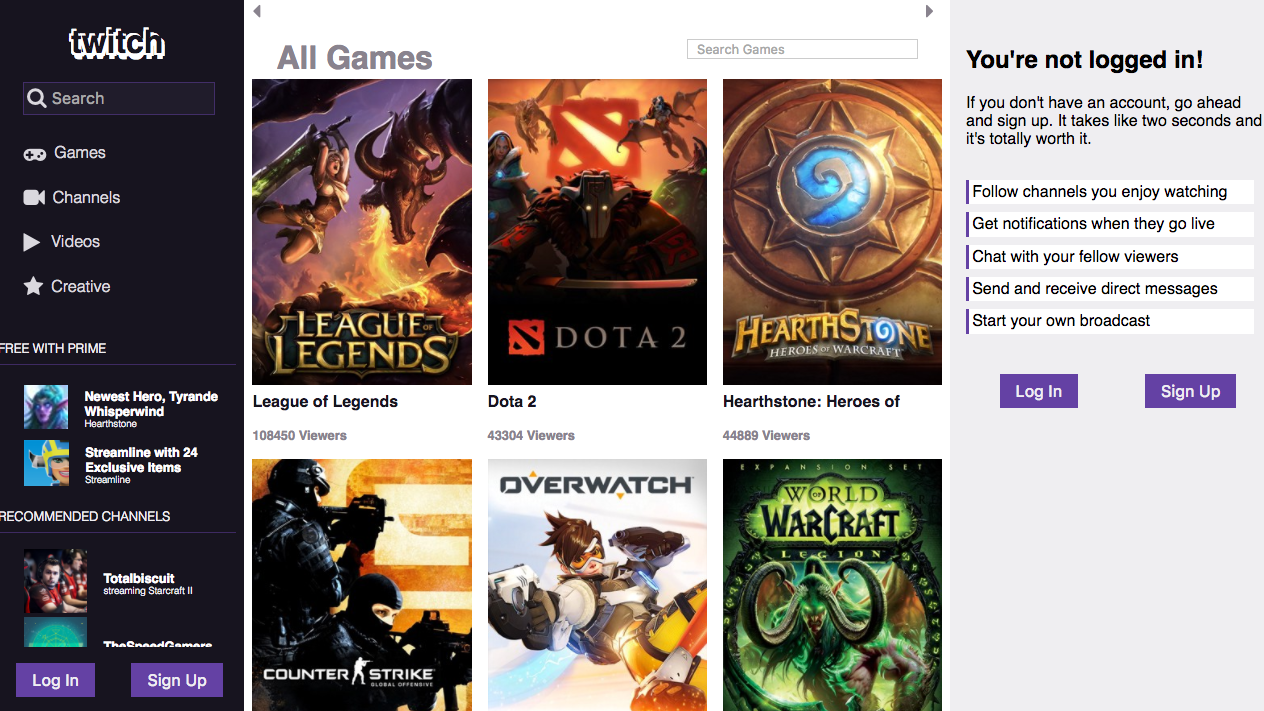 twitch
Search
Games
Channels
Videos
Creative
FREE WITH PRIME
Newest Hero, Tyrande
Whisperwind
Hearthstone
Streamline with 24
Exclusive Items
Streamline
RECOMMENDED CHANNELS
Totalbiscuit
streaming Starcraft II
TheSpeedGamers
Log In
Sign Up
All Games
Search Games
LEAGUE OF
LEGENDS
League of Legends
108450 Viewers
DOTA 2
Dota 2
43304 Viewers
HEARTHSTONE
HEROES OF WARCRAFT
Hearthstone: Heroes of
44889 Viewers
COUNTER STRIKE
GLOBAL OFFENSIVE
OVERWATCH
EXPANSION SET
WORLD
OF
WARCRAFT
LEGION
You're not logged in!
If you don't have an account, go ahead
and sign up. It takes like two seconds and
it's totally worth it.
Follow channels you enjoy watching
Get notifications when they go live
Chat with your fellow viewers
Send and receive direct messages
Start your own broadcast
Log In
Sign Up